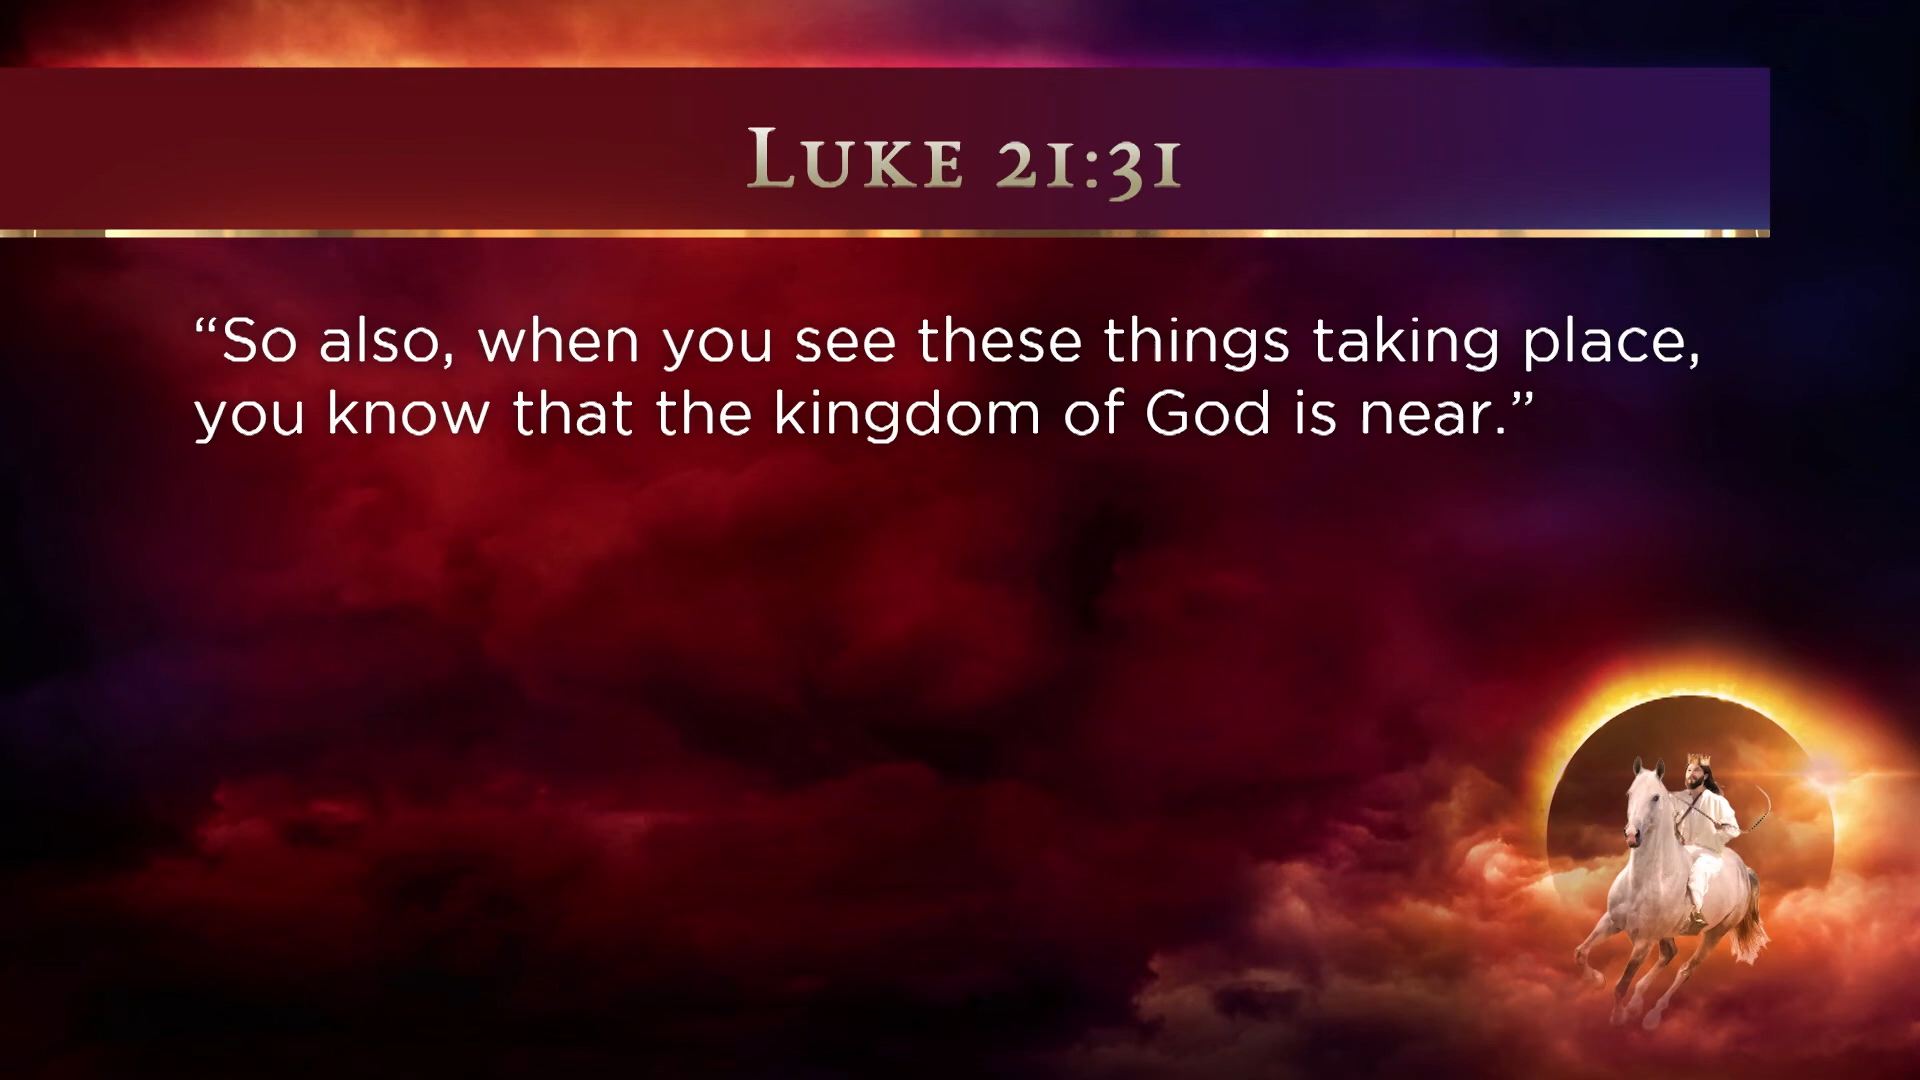 Luke 21:31
“So also, when you see these things taking place,
you know that the kingdom of God is near.”